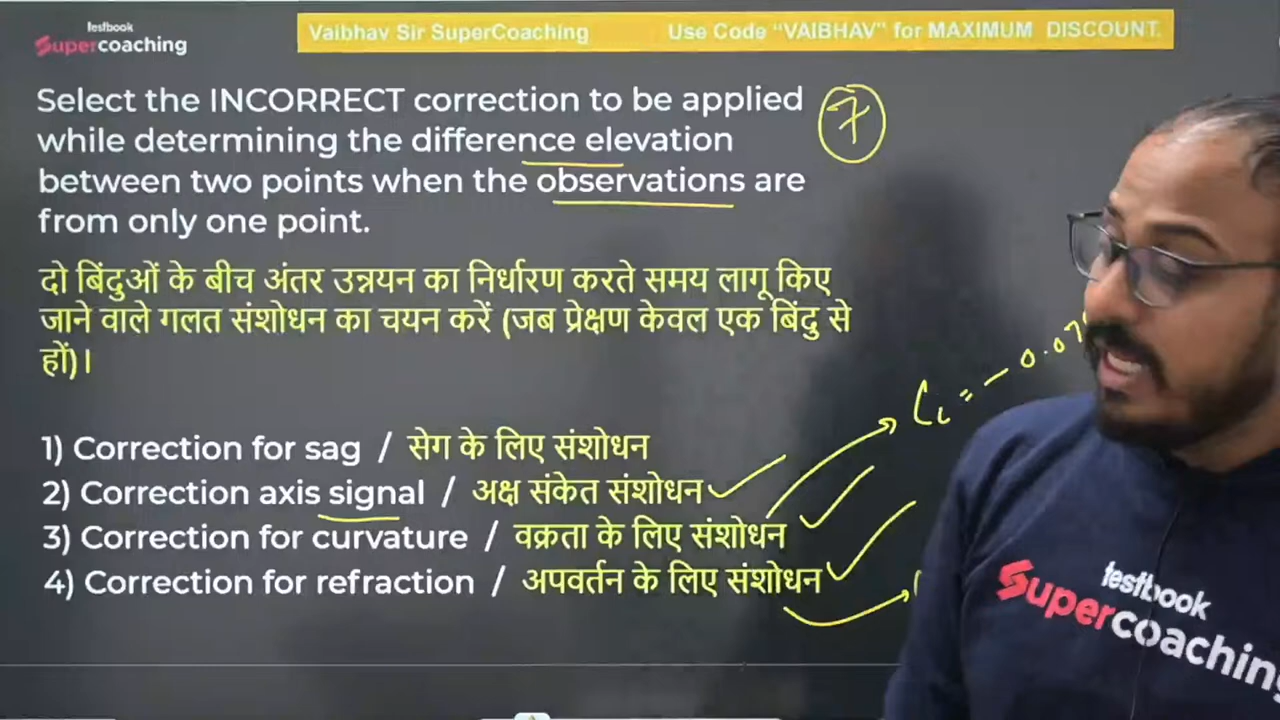 testbook
Supercoaching
Vaibhav Sir SuperCoaching Use Code "VAIBHAV" for MAXIMUM DISCOUNT.
Select the INCORRECT correction to be applied
while determining the difference elevation
between two points when the observations are
from only one point.
7
दो बिंदुओं के बीच अंतर उन्नयन का निर्धारण करते समय लागू किए
जाने वाले गलत संशोधन का चयन करें (जब प्रेक्षण केवल एक बिंदु से
हों)।
1) Correction for sag / सेग के लिए संशोधन
2) Correction axis signal / अक्ष संकेत संशोधन
3) Correction for curvature / वक्रता के लिए संशोधन
4) Correction for refraction / अपवर्तन के लिए संशोधन
= - 0.07
testbook
Supercoaching